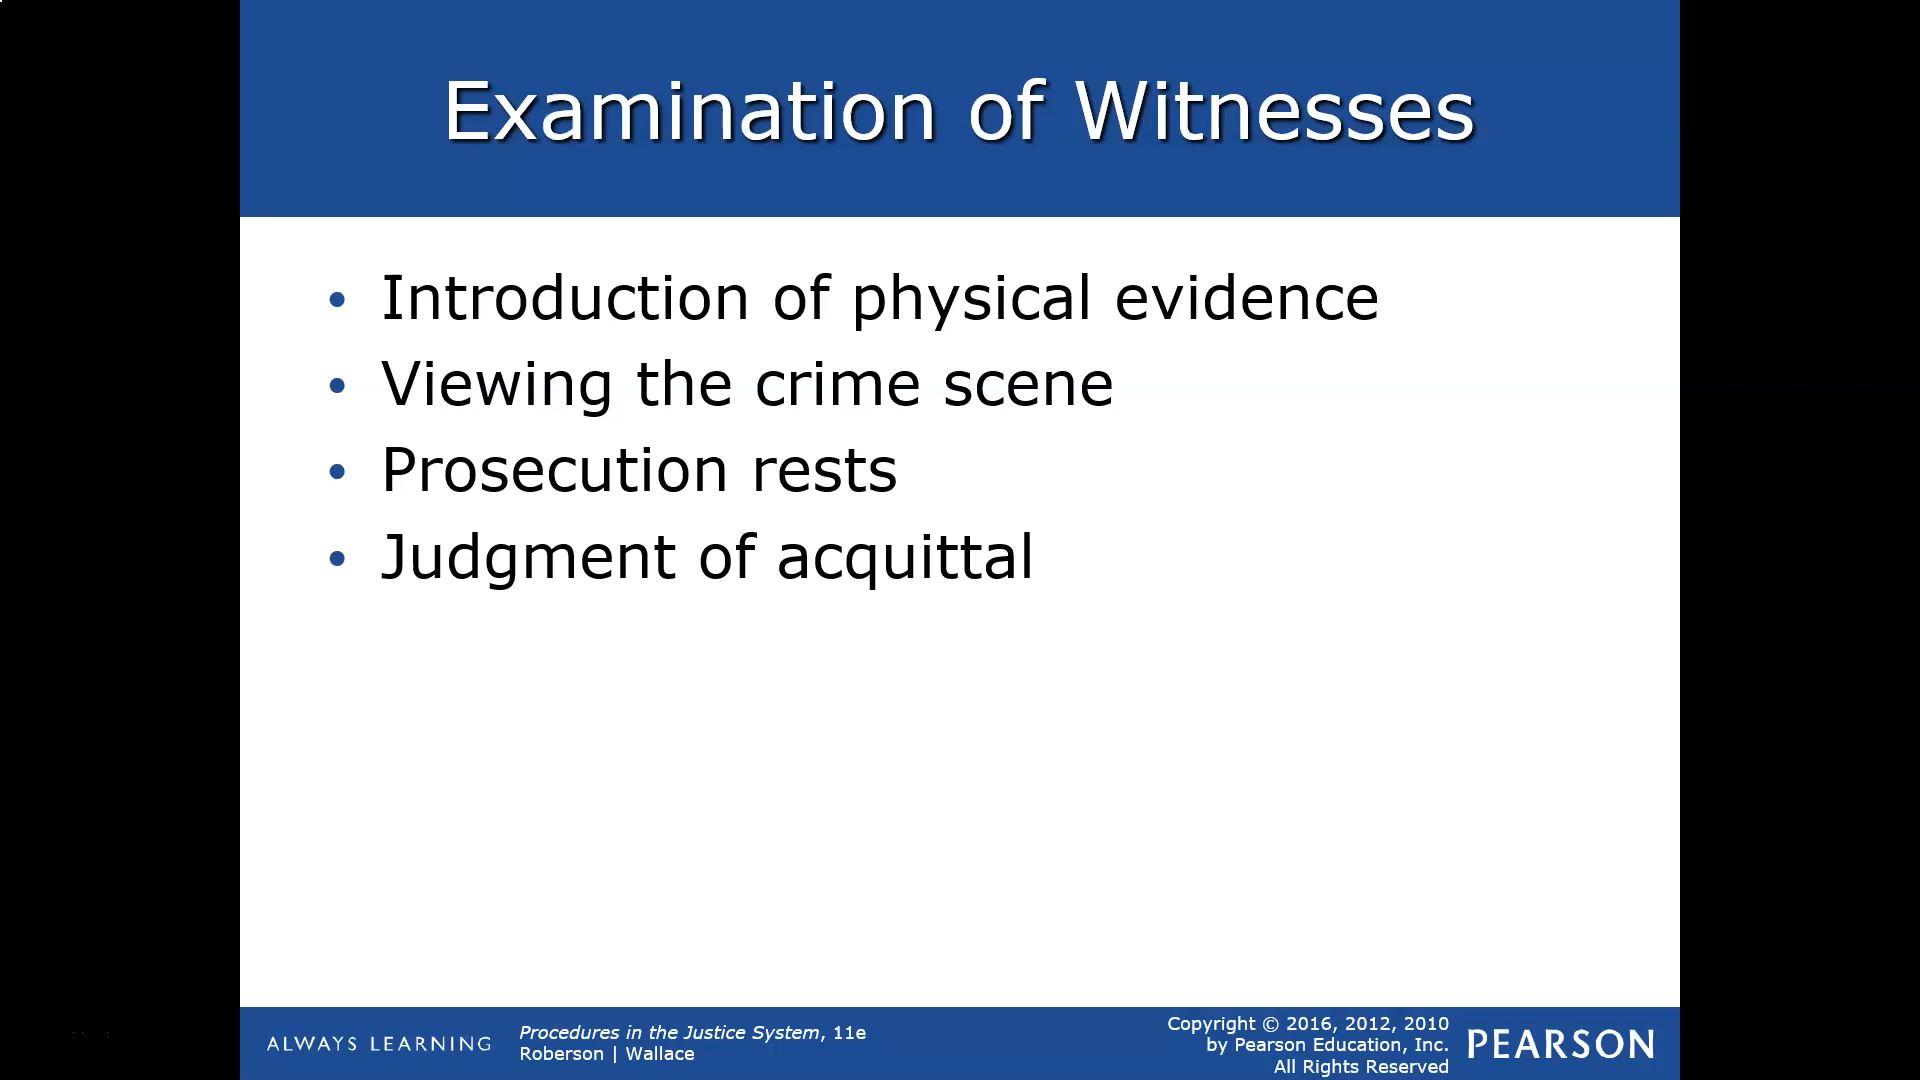 Examination of Witnesses
• Introduction of physical evidence
• Viewing the crime scene
• Prosecution rests
• Judgment of acquittal
ALWAYS LEARNING
Procedures in the Justice System, 11e
Roberson | Wallace
Copyright © 2016, 2012, 2010
by Pearson Education, Inc.
All Rights Reserved
PEARSON